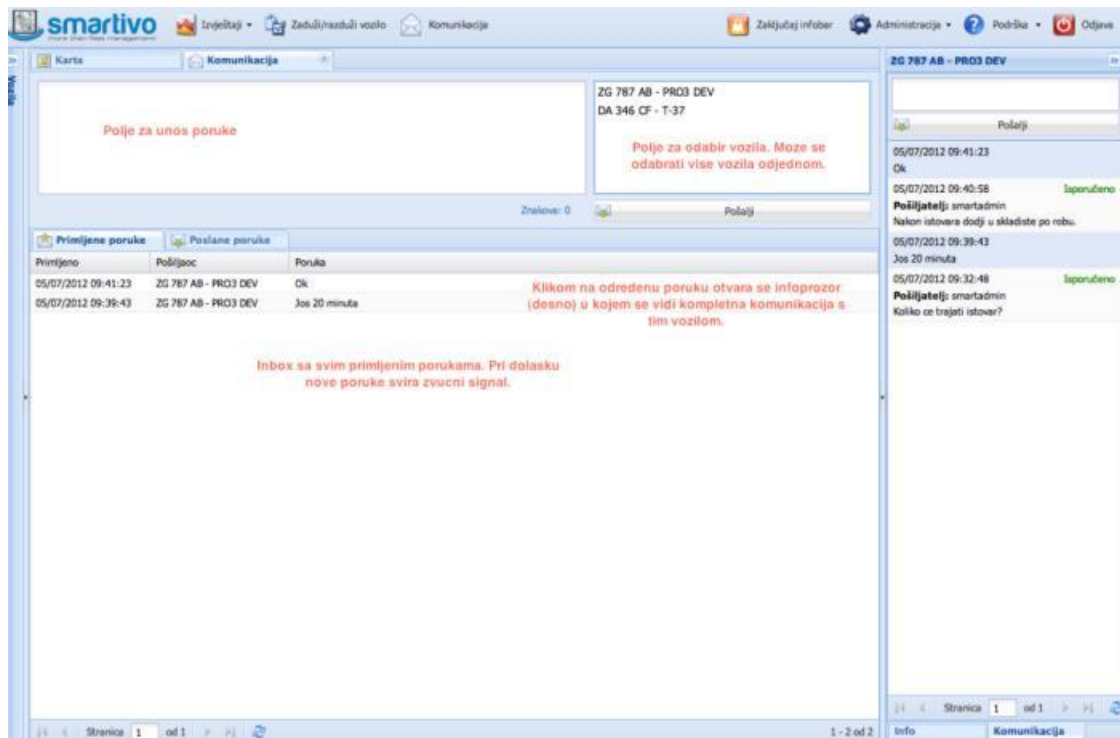 smartivo
more than fleet management
Izvještaji
Zaduži/razduži vozilo
Komunikacija
Zaključaj infobar
Administracija
Podrška
Odjava
Vozila
Karta
Komunikacija
ZG 787 AB - PRO3 DEV
Polje za unos poruke
ZG 787 AB - PRO3 DEV
DA 346 CF - T-37
Polje za odabir vozila. Moze se
odabrati vise vozila odjednom.
Znakova: 0
Pošalji
Primljene poruke
Poslane poruke
Primljeno Pošiljaoc Poruka
05/07/2012 09:41:23 ZG 787 AB - PRO3 DEV Ok
05/07/2012 09:39:43 ZG 787 AB - PRO3 DEV Jos 20 minuta
Klikom na odredenu poruku otvara se infoprozor
(desno) u kojem se vidi kompletna komunikacija s
tim vozilom.
Inbox sa svim primljenim porukama. Pri dolasku
nove poruke svira zvucni signal.
Stranica 1 od 1
1 - 2 od 2
Pošalji
05/07/2012 09:41:23
Ok
05/07/2012 09:40:58 Isporučeno
Pošiljatelj: smartadmin
Nakon istovara dodji u skladiste po robu.
05/07/2012 09:39:43
Jos 20 minuta
05/07/2012 09:32:48 Isporučeno
Pošiljatelj: smartadmin
Koliko ce trajati istovar?
Stranica 1 od 1
Info
Komunikacija